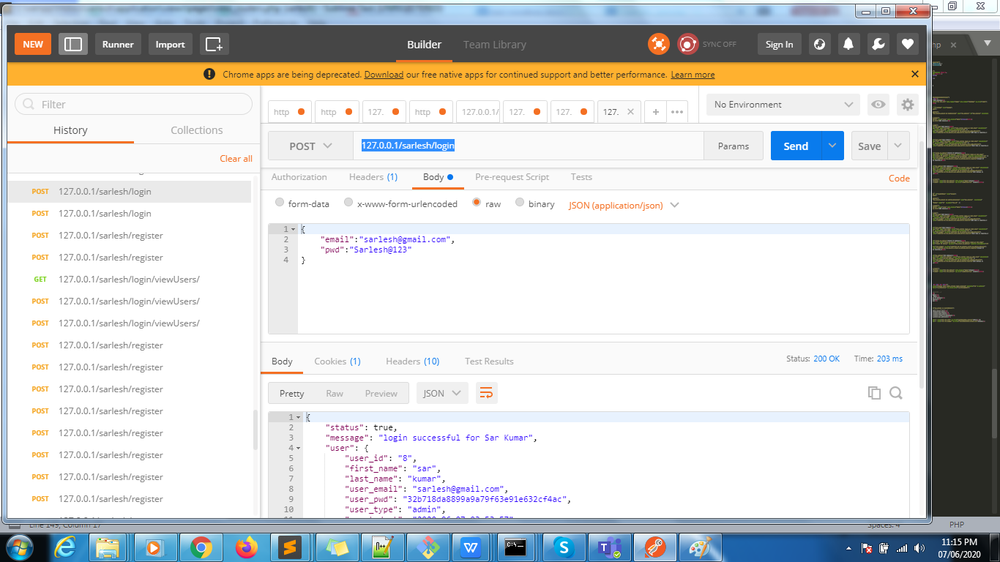 NEW
Runner
Import
Builder
Team Library
SYNC OFF
Sign In
Chrome apps are being deprecated. Download our free native apps for continued support and better performance. Learn more
Filter
History
Collections
Clear all
POST 127.0.0.1/sarlesh/login
POST 127.0.0.1/sarlesh/login
POST 127.0.0.1/sarlesh/register
POST 127.0.0.1/sarlesh/register
GET 127.0.0.1/sarlesh/login/viewUsers/
POST 127.0.0.1/sarlesh/login/viewUsers/
POST 127.0.0.1/sarlesh/login/viewUsers/
POST 127.0.0.1/sarlesh/register
POST 127.0.0.1/sarlesh/register
POST 127.0.0.1/sarlesh/register
POST 127.0.0.1/sarlesh/register
POST 127.0.0.1/sarlesh/register
POST 127.0.0.1/sarlesh/register
POST 127.0.0.1/sarlesh/register
POST 127.0.0.1/sarlesh/register
http http 127. http 127.0.0.1/ 127. 127. 127. + •••
No Environment
POST 127.0.0.1/sarlesh/login Params Send Save
Authorization Headers (1) Body Pre-request Script Tests Code
form-data x-www-form-urlencoded raw binary JSON (application/json)
1 {
2 "email":"sarlesh@gmail.com",
3 "pwd":"Sarlesh@123"
4 }
Body Cookies (1) Headers (10) Test Results Status: 200 OK Time: 203 ms
Pretty Raw Preview JSON
1 {
2 "status": true,
3 "message": "login successful for Sar Kumar",
4 "user": {
5 "user_id": "8",
6 "first_name": "sar",
7 "last_name": "kumar",
8 "user_email": "sarlesh@gmail.com",
9 "user_pwd": "32b718da8899a9a79f63e91e632cf4ac",
10 "user_type": "admin",
hp
Line 149, Column 17
Spaces: 4
PHP
11:15 PM
07/06/2020